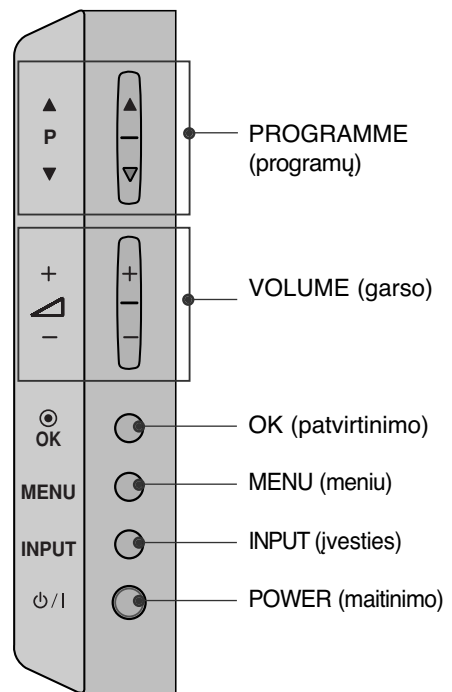 ▲
P
▼
PROGRAMME
(programų)
+
−
VOLUME (garso)
OK
OK (patvirtinimo)
MENU
MENU (meniu)
INPUT
INPUT (įvesties)
⏻/I
POWER (maitinimo)